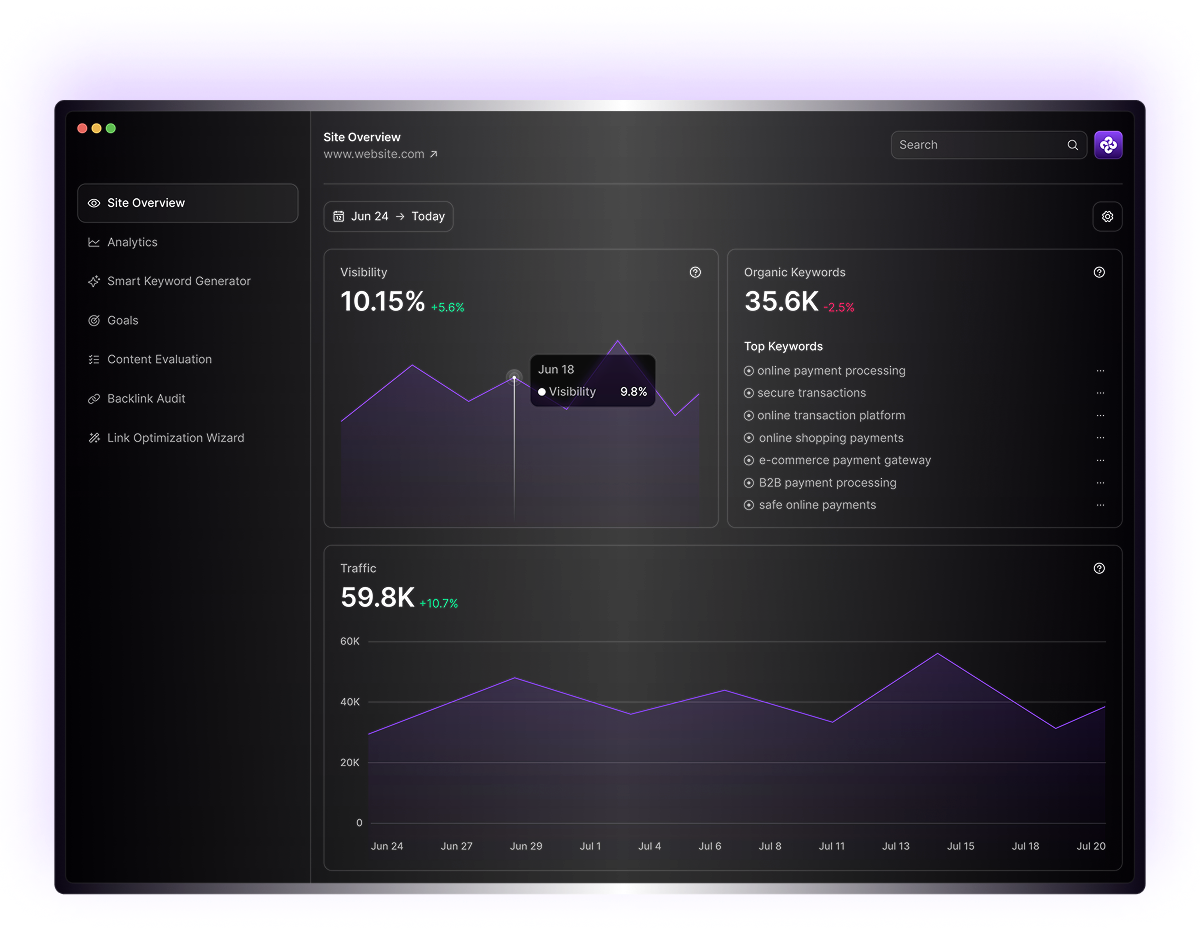 Site Overview
www.website.com
Search
Site Overview
Analytics
Smart Keyword Generator
Goals
Content Evaluation
Backlink Audit
Link Optimization Wizard
12
Jun 24 → Today
Visibility
10.15% +5.6%
Jun 18
Visibility 9.8%
Organic Keywords
35.6K -2.5%
Top Keywords
online payment processing
secure transactions
online transaction platform
online shopping payments
e-commerce payment gateway
B2B payment processing
safe online payments
Traffic
59.8K +10.7%
60K
40K
20K
0
Jun 24 Jun 27 Jun 29 Jul 1 Jul 4 Jul 6 Jul 8 Jul 11 Jul 13 Jul 15 Jul 18 Jul 20